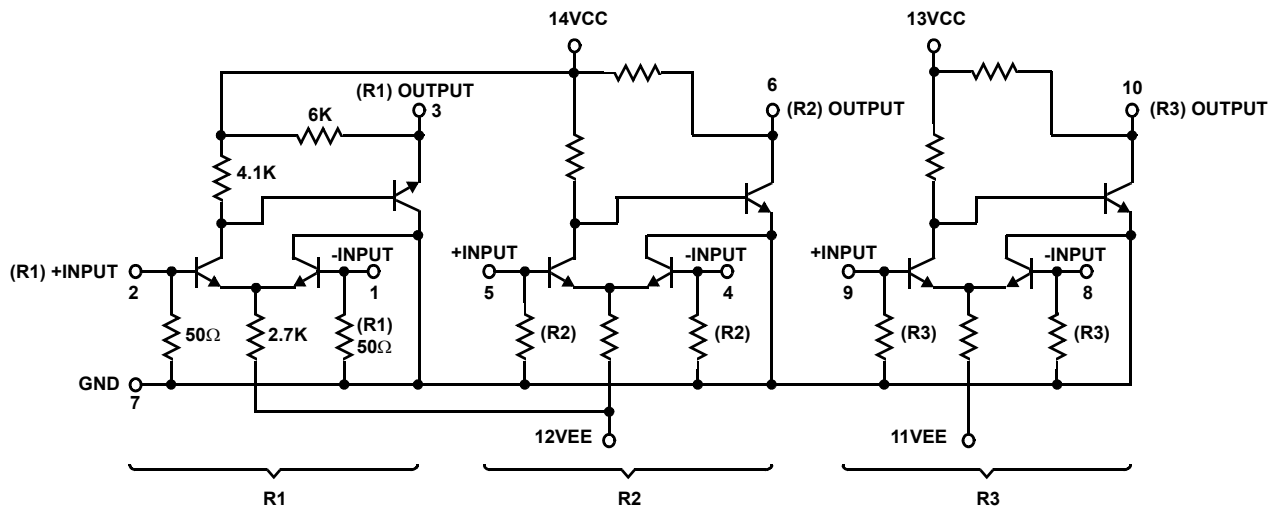 14VCC
13VCC
(R1) OUTPUT
3
6
(R2) OUTPUT
10
(R3) OUTPUT
6K
4.1K
(R1) +INPUT
2
-INPUT
1
+INPUT
5
-INPUT
4
+INPUT
9
-INPUT
8
50Ω
2.7K
(R1)
50Ω
(R2)
(R2)
(R3)
(R3)
GND
7
12VEE
11VEE
R1
R2
R3